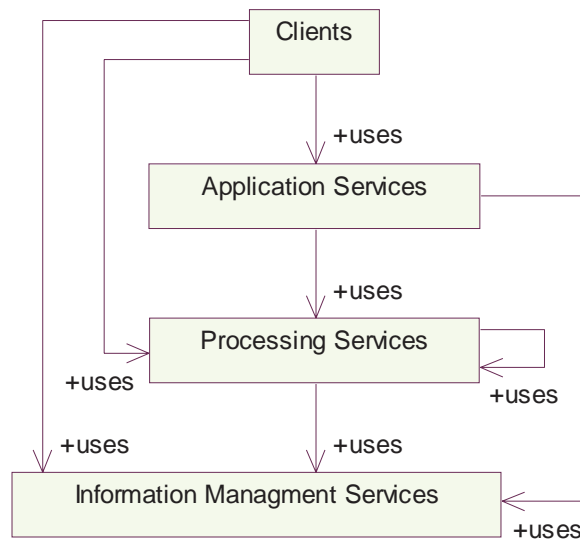 Clients
+uses
Application Services
+uses
Processing Services
+uses
+uses
+uses
+uses
Information Managment Services
+uses